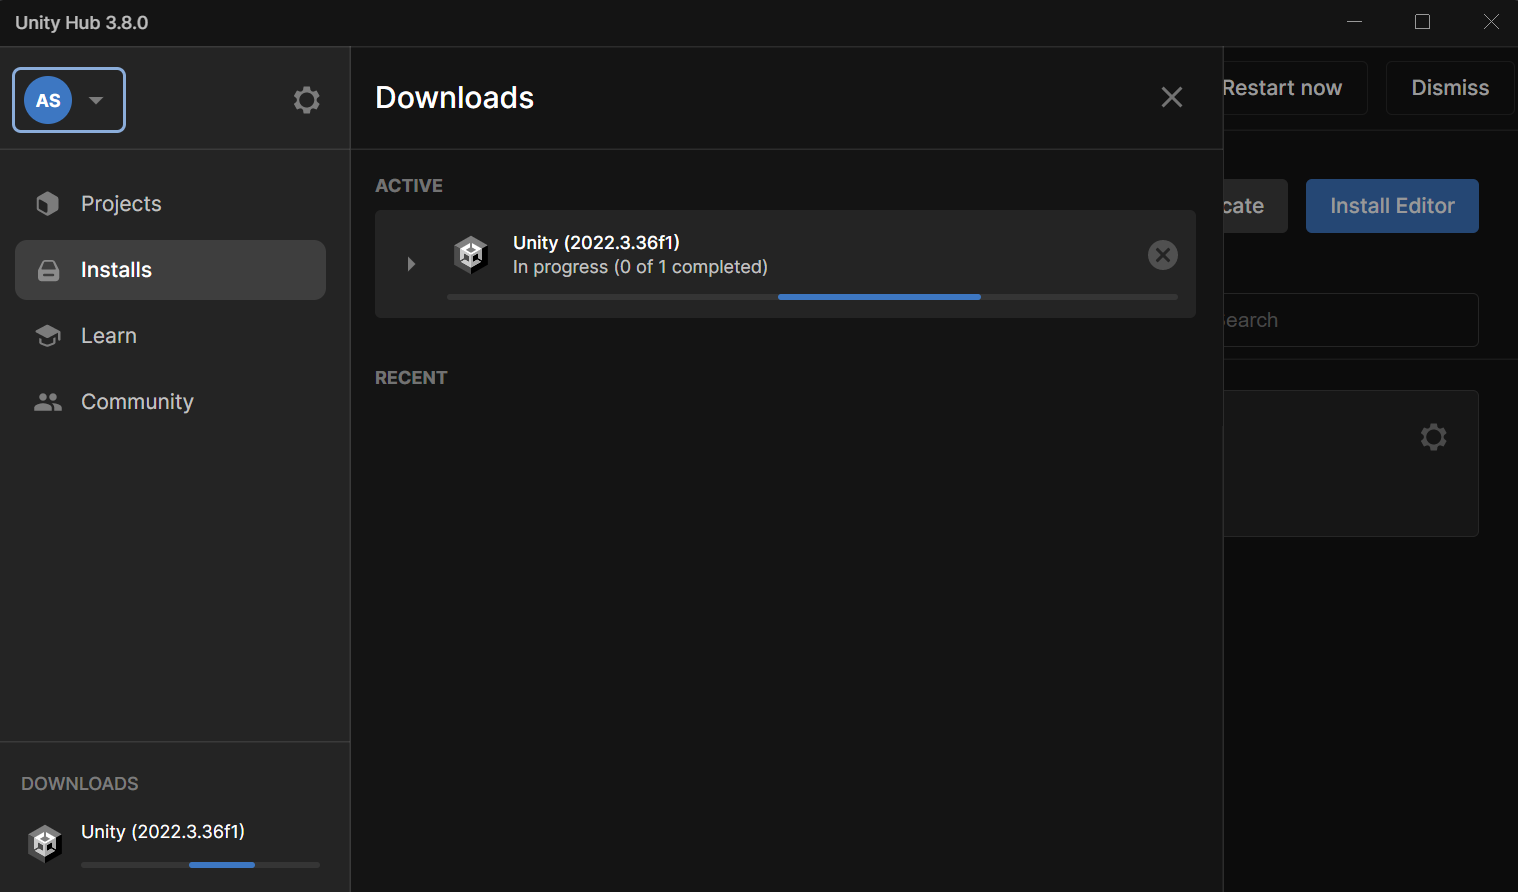 Unity Hub 3.8.0
AS
Downloads
Restart now
Dismiss
ACTIVE
Projects
cate
Install Editor
Unity (2022.3.36f1)
In progress (0 of 1 completed)
Installs
earch
Learn
RECENT
Community
DOWNLOADS
Unity (2022.3.36f1)